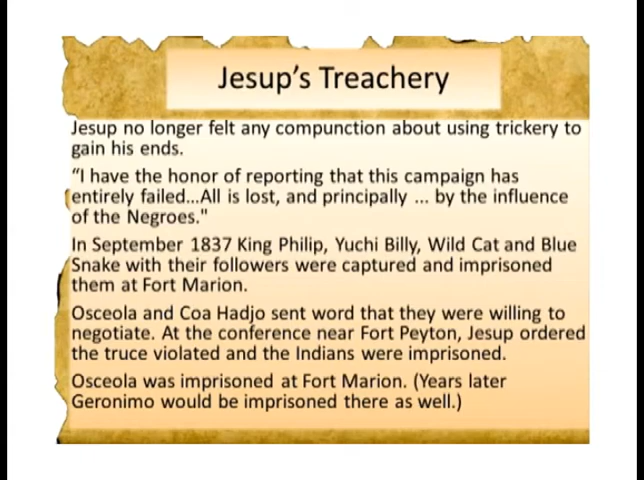 Jesup's Treachery
Jesup no longer felt any compunction about using trickery to
gain his ends.
“I have the honor of reporting that this campaign has
entirely failed...All is lost, and principally ... by the influence
of the Negroes."
In September 1837 King Philip, Yuchi Billy, Wild Cat and Blue
Snake with their followers were captured and imprisoned
them at Fort Marion.
Osceola and Coa Hadjo sent word that they were willing to
negotiate. At the conference near Fort Peyton, Jesup ordered
the truce violated and the Indians were imprisoned.
Osceola was imprisoned at Fort Marion. (Years later
Geronimo would be imprisoned there as well.)